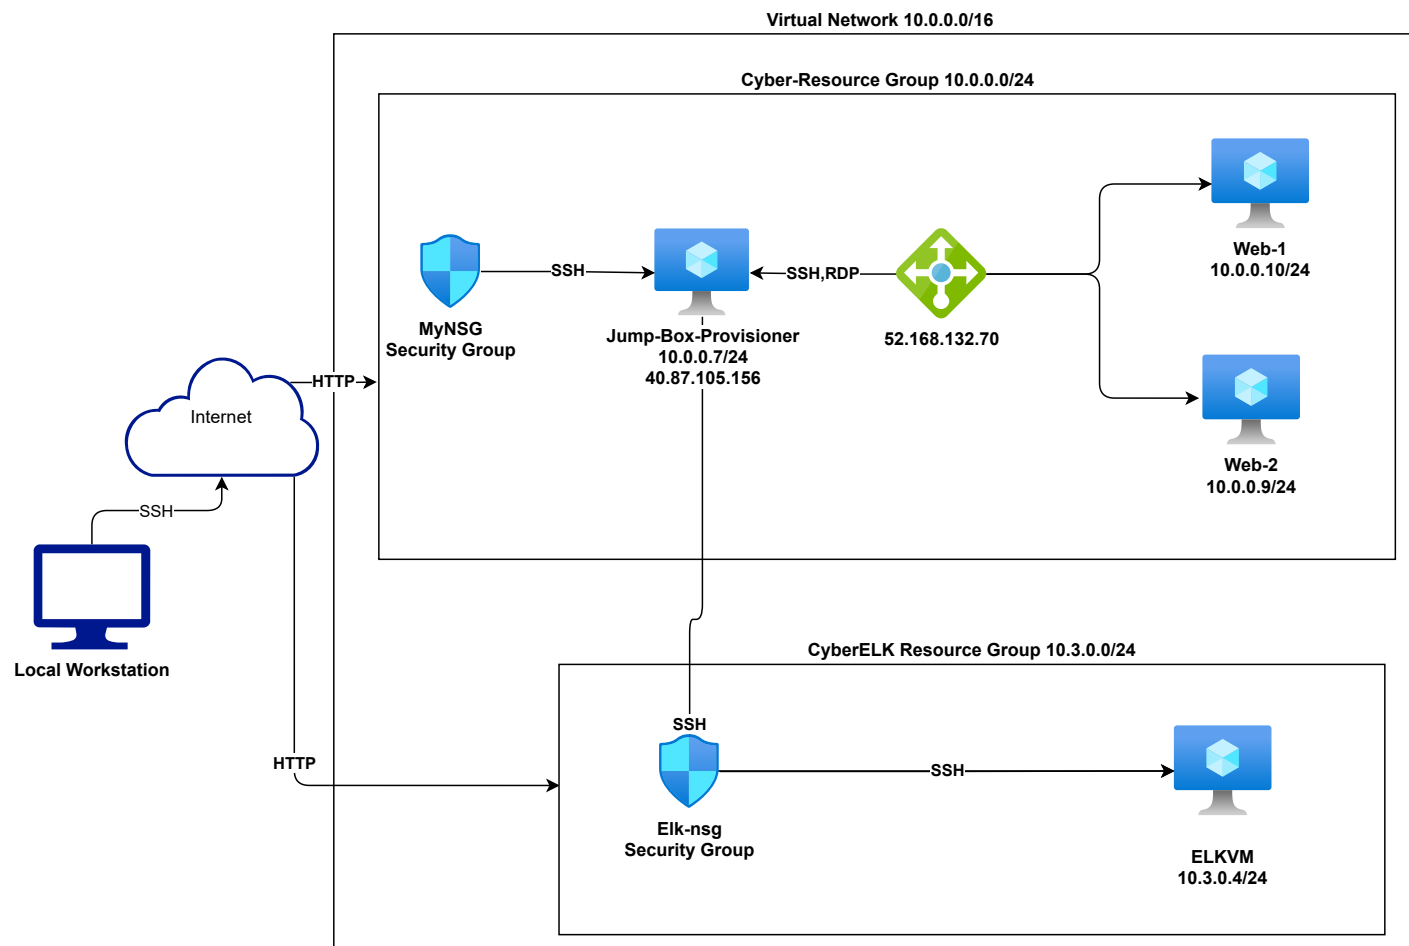 Virtual Network 10.0.0.0/16
Cyber-Resource Group 10.0.0.0/24
Web-1
10.0.0.10/24
SSH
SSH,RDP
MyNSG
Security Group
Jump-Box-Provisioner
10.0.0.7/24
40.87.105.156
52.168.132.70
HTTP
Internet
Web-2
10.0.0.9/24
SSH
Local Workstation
CyberELK Resource Group 10.3.0.0/24
SSH
HTTP
SSH
Elk-nsg
Security Group
ELKVM
10.3.0.4/24